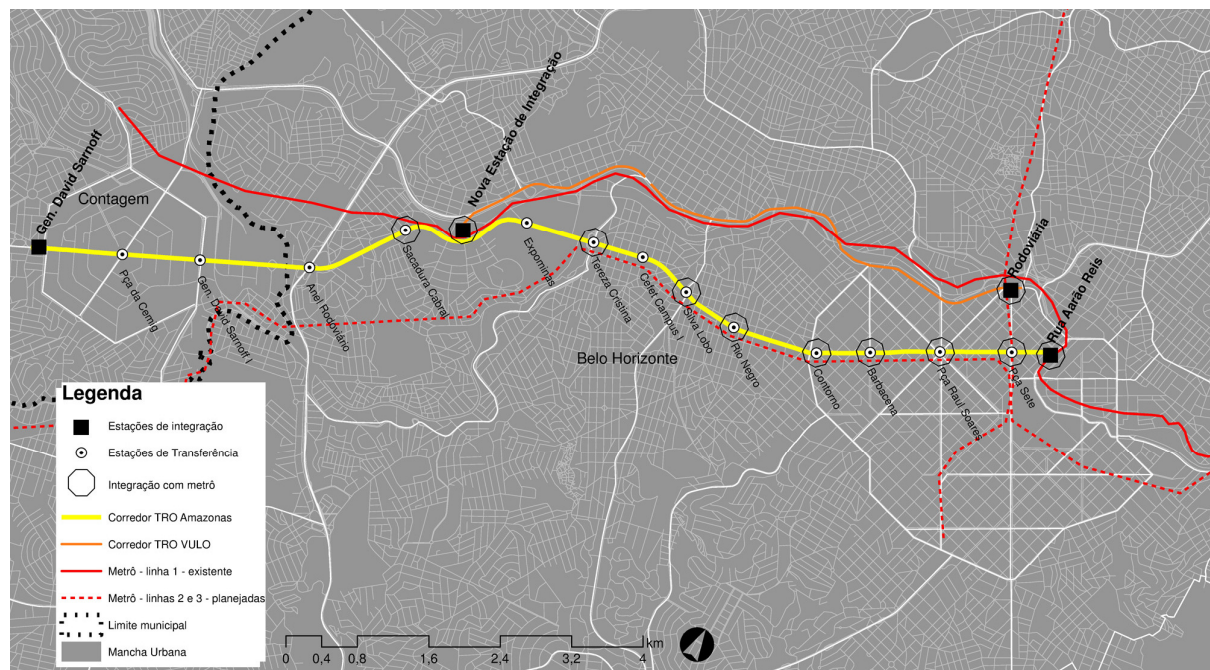 Gen. David Sarnoff
Contagem
Pça da Cemig
Gen. David Sarnoff I
Anel Rodoviário
Sacadura Cabral
Nova Estação de Integração
Expominas
Tereza Cristina
Cefet Campus I
Silva Lobo
Rio Negro
Belo Horizonte
Contorno
Barbacena
Pça Raul Soares
Pça Sete
Rodoviária
Rua Aarão Reis
Legenda
Estações de integração
Estações de Transferência
Integração com metrô
Corredor TRO Amazonas
Corredor TRO VULO
Metrô - linha 1 - existente
Metrô - linhas 2 e 3 - planejadas
Limite municipal
Mancha Urbana
km
0 0,4 0,8 1,6 2,4 3,2 4